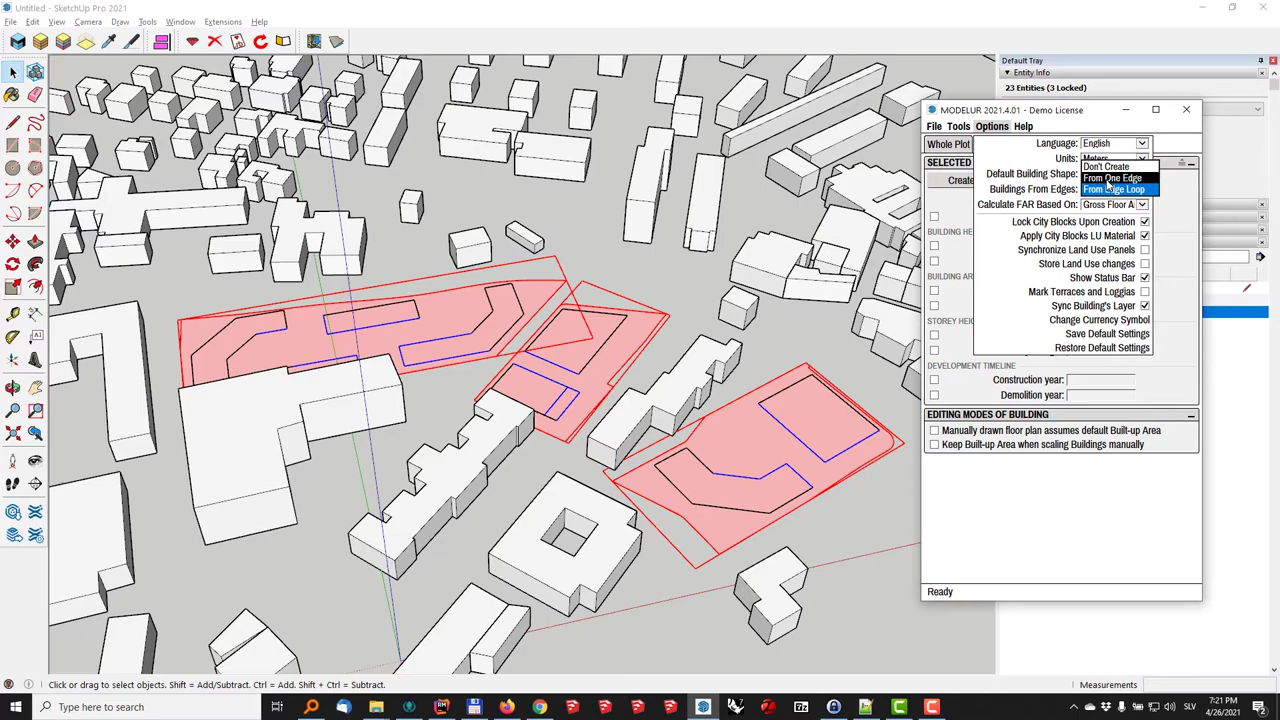 Untitled - SketchUp Pro 2021
File Edit View Camera Draw Tools Window Extensions Help
Default Tray
Entity Info
23 Entities (3 Locked)
MODELUR 2021.4.01 - Demo License
File Tools Options Help
Whole Plot
Language: English
Units: Meters
Don't Create
SELECTED
Default Building Shape:
From One Edge
Create
Buildings From Edges:
From Edge Loop
Calculate FAR Based On: Gross Floor A
Lock City Blocks Upon Creation
Apply City Blocks LU Material
BUILDING HE
Synchronize Land Use Panels
Store Land Use changes
BUILDING AR
Show Status Bar
Mark Terraces and Loggias
Sync Building's Layer
STOREY HEI
Change Currency Symbol
Save Default Settings
Restore Default Settings
DEVELOPMENT TIMELINE
Construction year:
Demolition year:
EDITING MODES OF BUILDING
Manually drawn floor plan assumes default Built-up Area
Keep Built-up Area when scaling Buildings manually
Ready
Click or drag to select objects. Shift = Add/Subtract. Ctrl = Add. Shift + Ctrl = Subtract.
Measurements
Type here to search
SLV
7:21 PM
4/26/2021